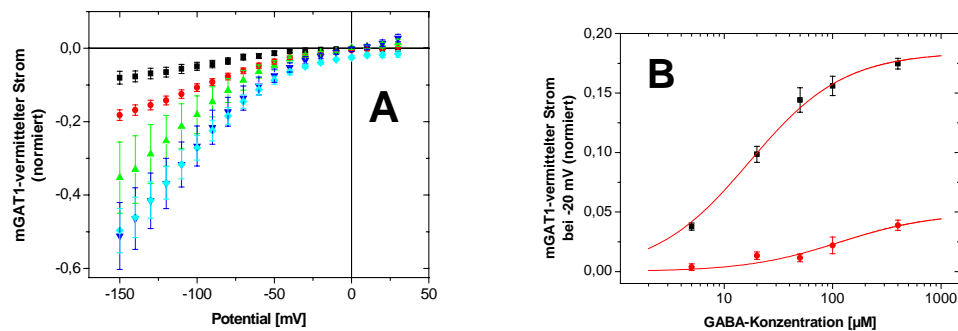 A
0,0
-0,2
-0,4
-0,6
mGAT1-vermittelter Strom
(normiert)
-150
-100
-50
0
50
Potential [mV]
B
0,20
0,15
0,10
0,05
0,00
mGAT1-vermittelter Strom
bei -20 mV (normiert)
10
100
1000
GABA-Konzentration [µM]